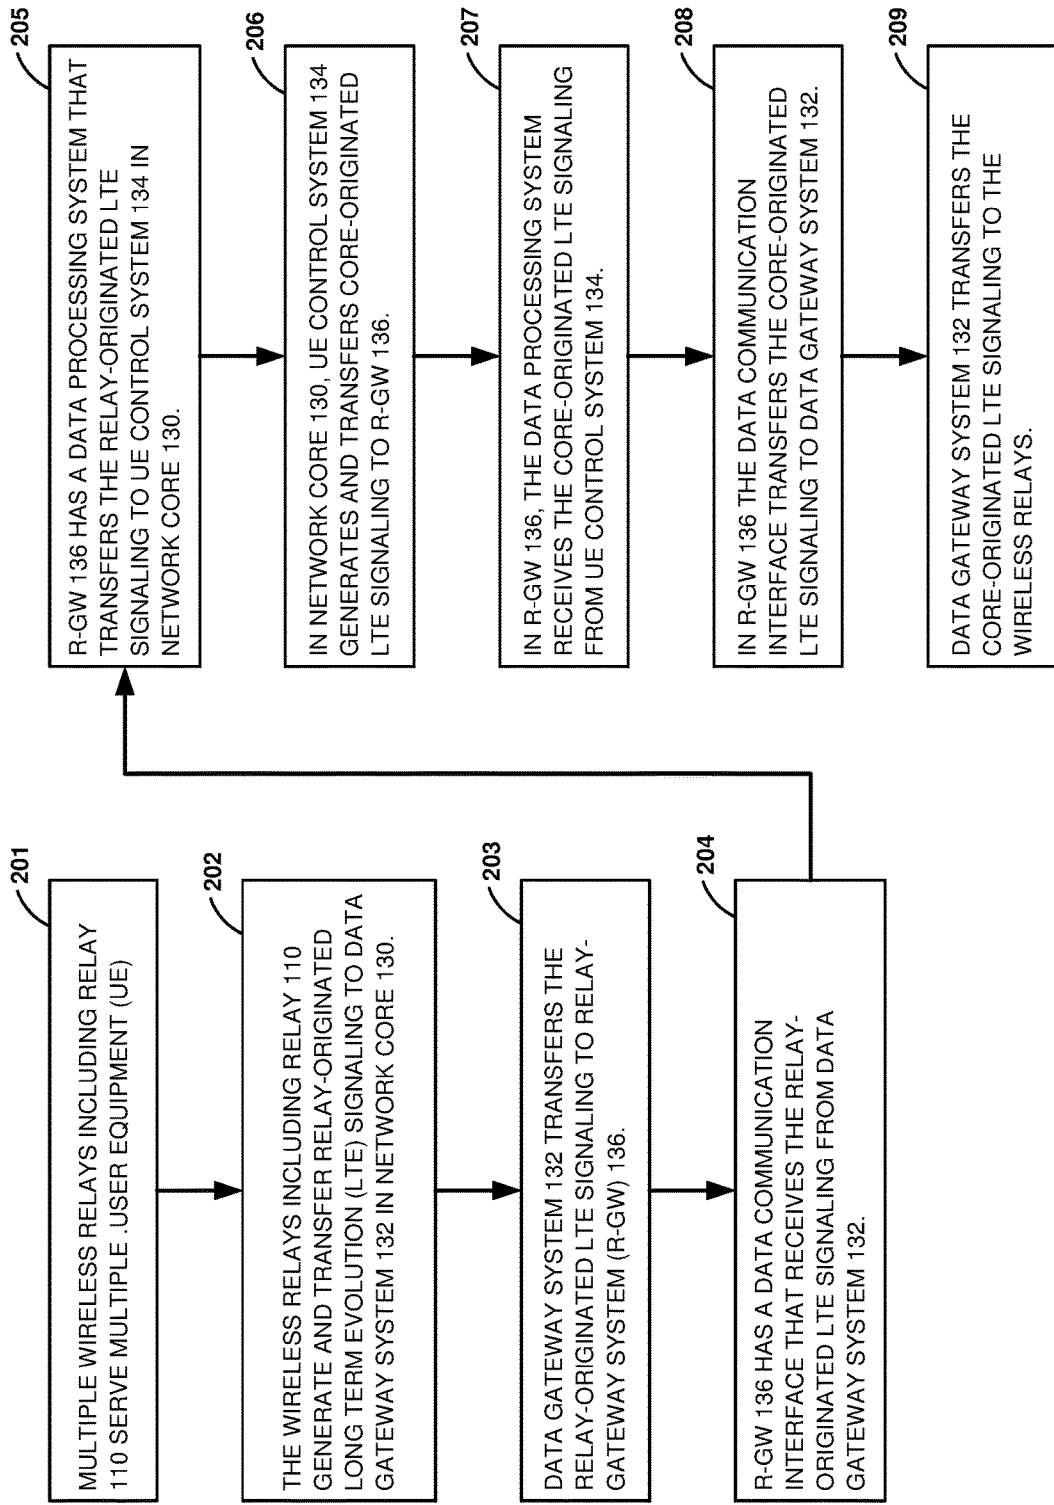 201
MULTIPLE WIRELESS RELAYS INCLUDING RELAY
110 SERVE MULTIPLE .USER EQUIPMENT (UE)
202
THE WIRELESS RELAYS INCLUDING RELAY 110
GENERATE AND TRANSFER RELAY-ORIGINATED
LONG TERM EVOLUTION (LTE) SIGNALING TO DATA
GATEWAY SYSTEM 132 IN NETWORK CORE 130.
203
DATA GATEWAY SYSTEM 132 TRANSFERS THE
RELAY-ORIGINATED LTE SIGNALING TO RELAY-
GATEWAY SYSTEM (R-GW) 136.
204
R-GW 136 HAS A DATA COMMUNICATION
INTERFACE THAT RECEIVES THE RELAY-
ORIGINATED LTE SIGNALING FROM DATA
GATEWAY SYSTEM 132.
205
R-GW 136 HAS A DATA PROCESSING SYSTEM THAT
TRANSFERS THE RELAY-ORIGINATED LTE
SIGNALING TO UE CONTROL SYSTEM 134 IN
NETWORK CORE 130.
206
IN NETWORK CORE 130, UE CONTROL SYSTEM 134
GENERATES AND TRANSFERS CORE-ORIGINATED
LTE SIGNALING TO R-GW 136.
207
IN R-GW 136, THE DATA PROCESSING SYSTEM
RECEIVES THE CORE-ORIGINATED LTE SIGNALING
FROM UE CONTROL SYSTEM 134.
208
IN R-GW 136 THE DATA COMMUNICATION
INTERFACE TRANSFERS THE CORE-ORIGINATED
LTE SIGNALING TO DATA GATEWAY SYSTEM 132.
209
DATA GATEWAY SYSTEM 132 TRANSFERS THE
CORE-ORIGINATED LTE SIGNALING TO THE
WIRELESS RELAYS.